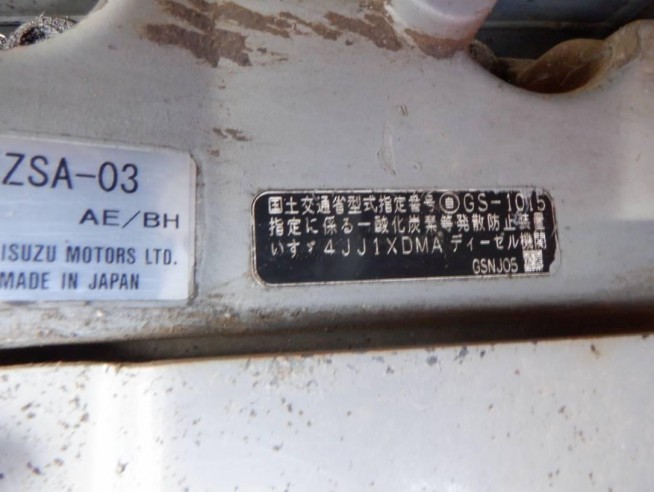 ZSA-03
AE/BH
ISUZU MOTORS LTD.
MADE IN JAPAN
国土交通省型式指定番号 Ⓑ GS-1015
指定に係る一酸化炭素等発散防止装置
いすゞ 4JJ1XDMA ディーゼル機関
GSNJ05